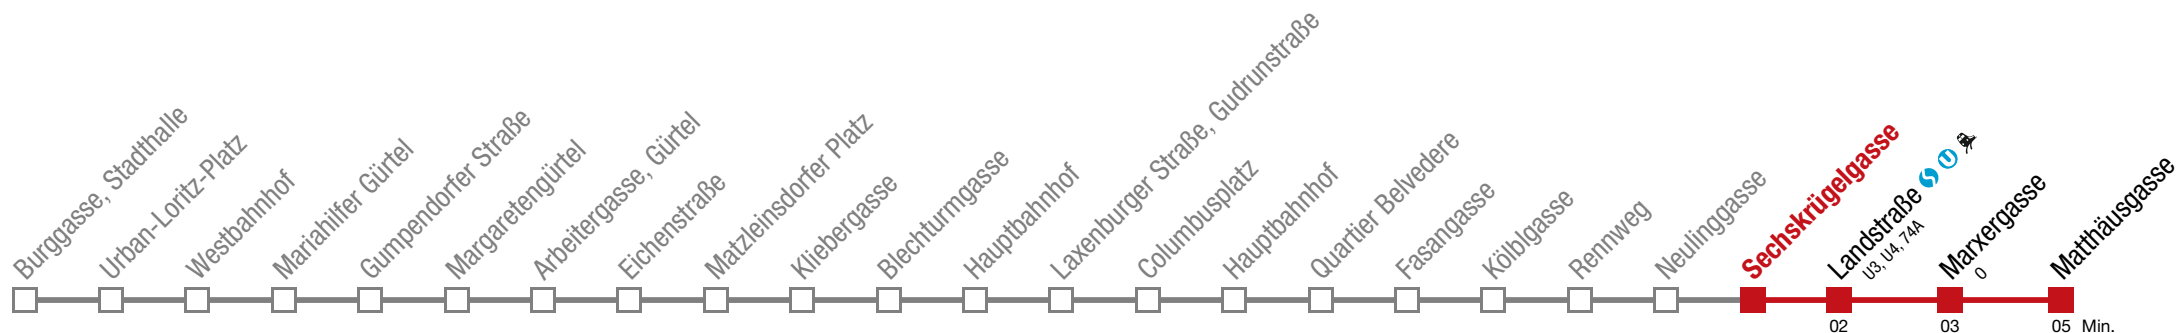 Burggasse, Stadthalle
Urban-Loritz-Platz
Westbahnhof
Mariahilfer Gürtel
Gumpendorfer Straße
Margaretengürtel
Arbeitergasse, Gürtel
Eichenstraße
Matzleinsdorfer Platz
Kliebergasse
Blechturmgasse
Hauptbahnhof
Laxenburger Straße, Gudrunstraße
Columbusplatz
Hauptbahnhof
Quartier Belvedere
Fasangasse
Kölblgasse
Rennweg
Neulinggasse
Sechskrügelgasse
Landstraße S U
U3, U4, 74A
Marxergasse
O
Matthäusgasse
02 03 05 Min.